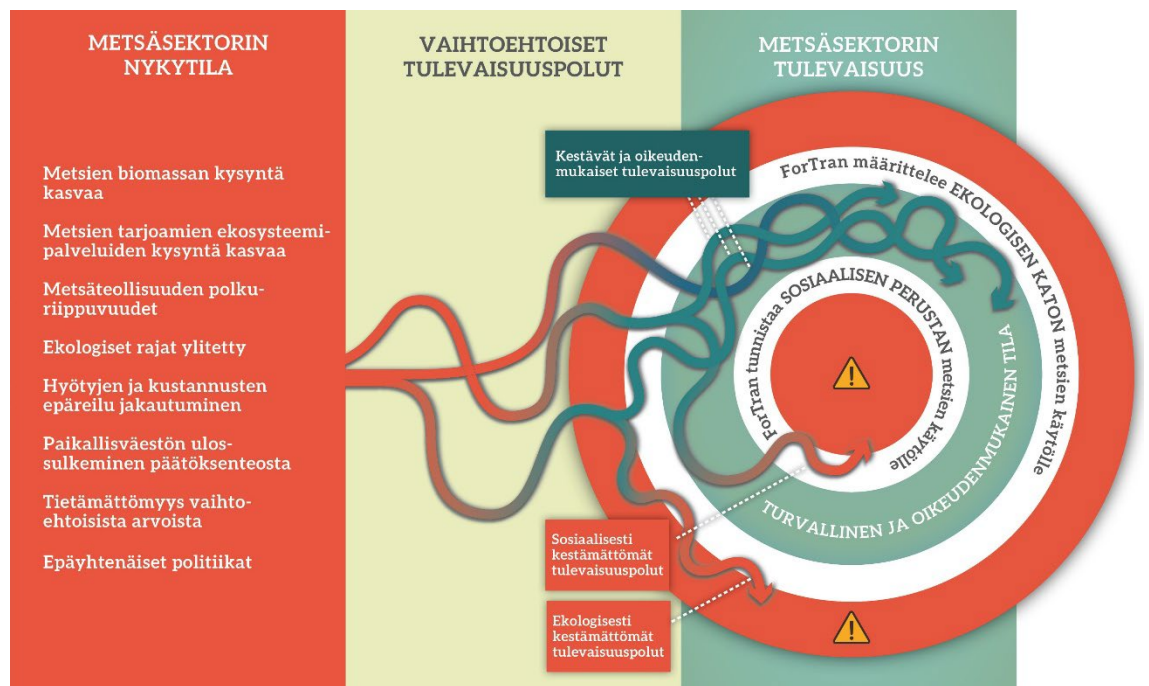 METSÄSEKTORIN
NYKYTILA
Metsien biomassan kysyntä
kasvaa
Metsien tarjoamien ekosysteemi-
palveluiden kysyntä kasvaa
Metsäteollisuuden polku-
riippuvuudet
Ekologiset rajat ylitetty
Hyötyjen ja kustannusten
epäreilu jakautuminen
Paikallisväestön ulos-
sulkeminen päätöksenteosta
Tietämättömyys vaihto-
ehtoisista arvoista
Epäyhtenäiset politiikat
VAIHTOEHTOISET
TULEVAISUUSPOLUT
METSÄSEKTORIN
TULEVAISUUS
Kestävät ja oikeuden-
mukaiset tulevaisuuspolut
ForTran määrittelee EKOLOGISEN KATON metsien käytölle
ForTran tunnistaa SOSIAALISEN PERUSTAN metsien käytölle
TURVALLINEN JA OIKEUDENMUKAINEN TILA
Sosiaalisesti
kestämättömät
tulevaisuuspolut
Ekologisesti
kestämättömät
tulevaisuuspolut